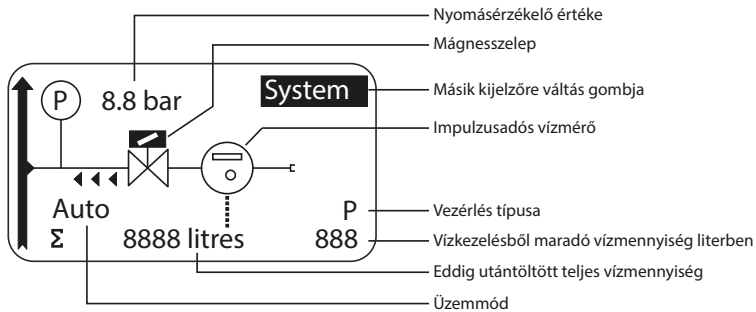 Nyomásérzékelő értéke
Mágnesszelep
P
8.8 bar
System
Másik kijelzőre váltás gombja
Impulzusadós vízmérő
Auto
P
Vezérlés típusa
Σ
8888 litres
888
Vízkezelésből maradó vízmennyiség literben
Eddig utántöltött teljes vízmennyiség
Üzemmód